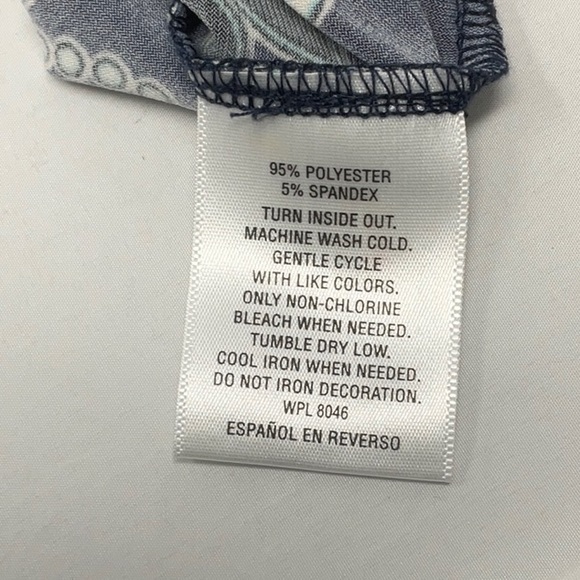 95% POLYESTER
5% SPANDEX
TURN INSIDE OUT.
MACHINE WASH COLD.
GENTLE CYCLE
WITH LIKE COLORS.
ONLY NON-CHLORINE
BLEACH WHEN NEEDED.
TUMBLE DRY LOW.
COOL IRON WHEN NEEDED.
DO NOT IRON DECORATION.
WPL 8046
ESPAÑOL EN REVERSO